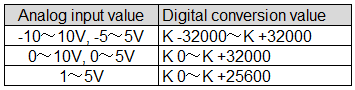 Analog input value Digital conversion value
-10～10V, -5～5V K -32000～K +32000
0～10V, 0～5V K 0～K +32000
1～5V K 0～K +25600